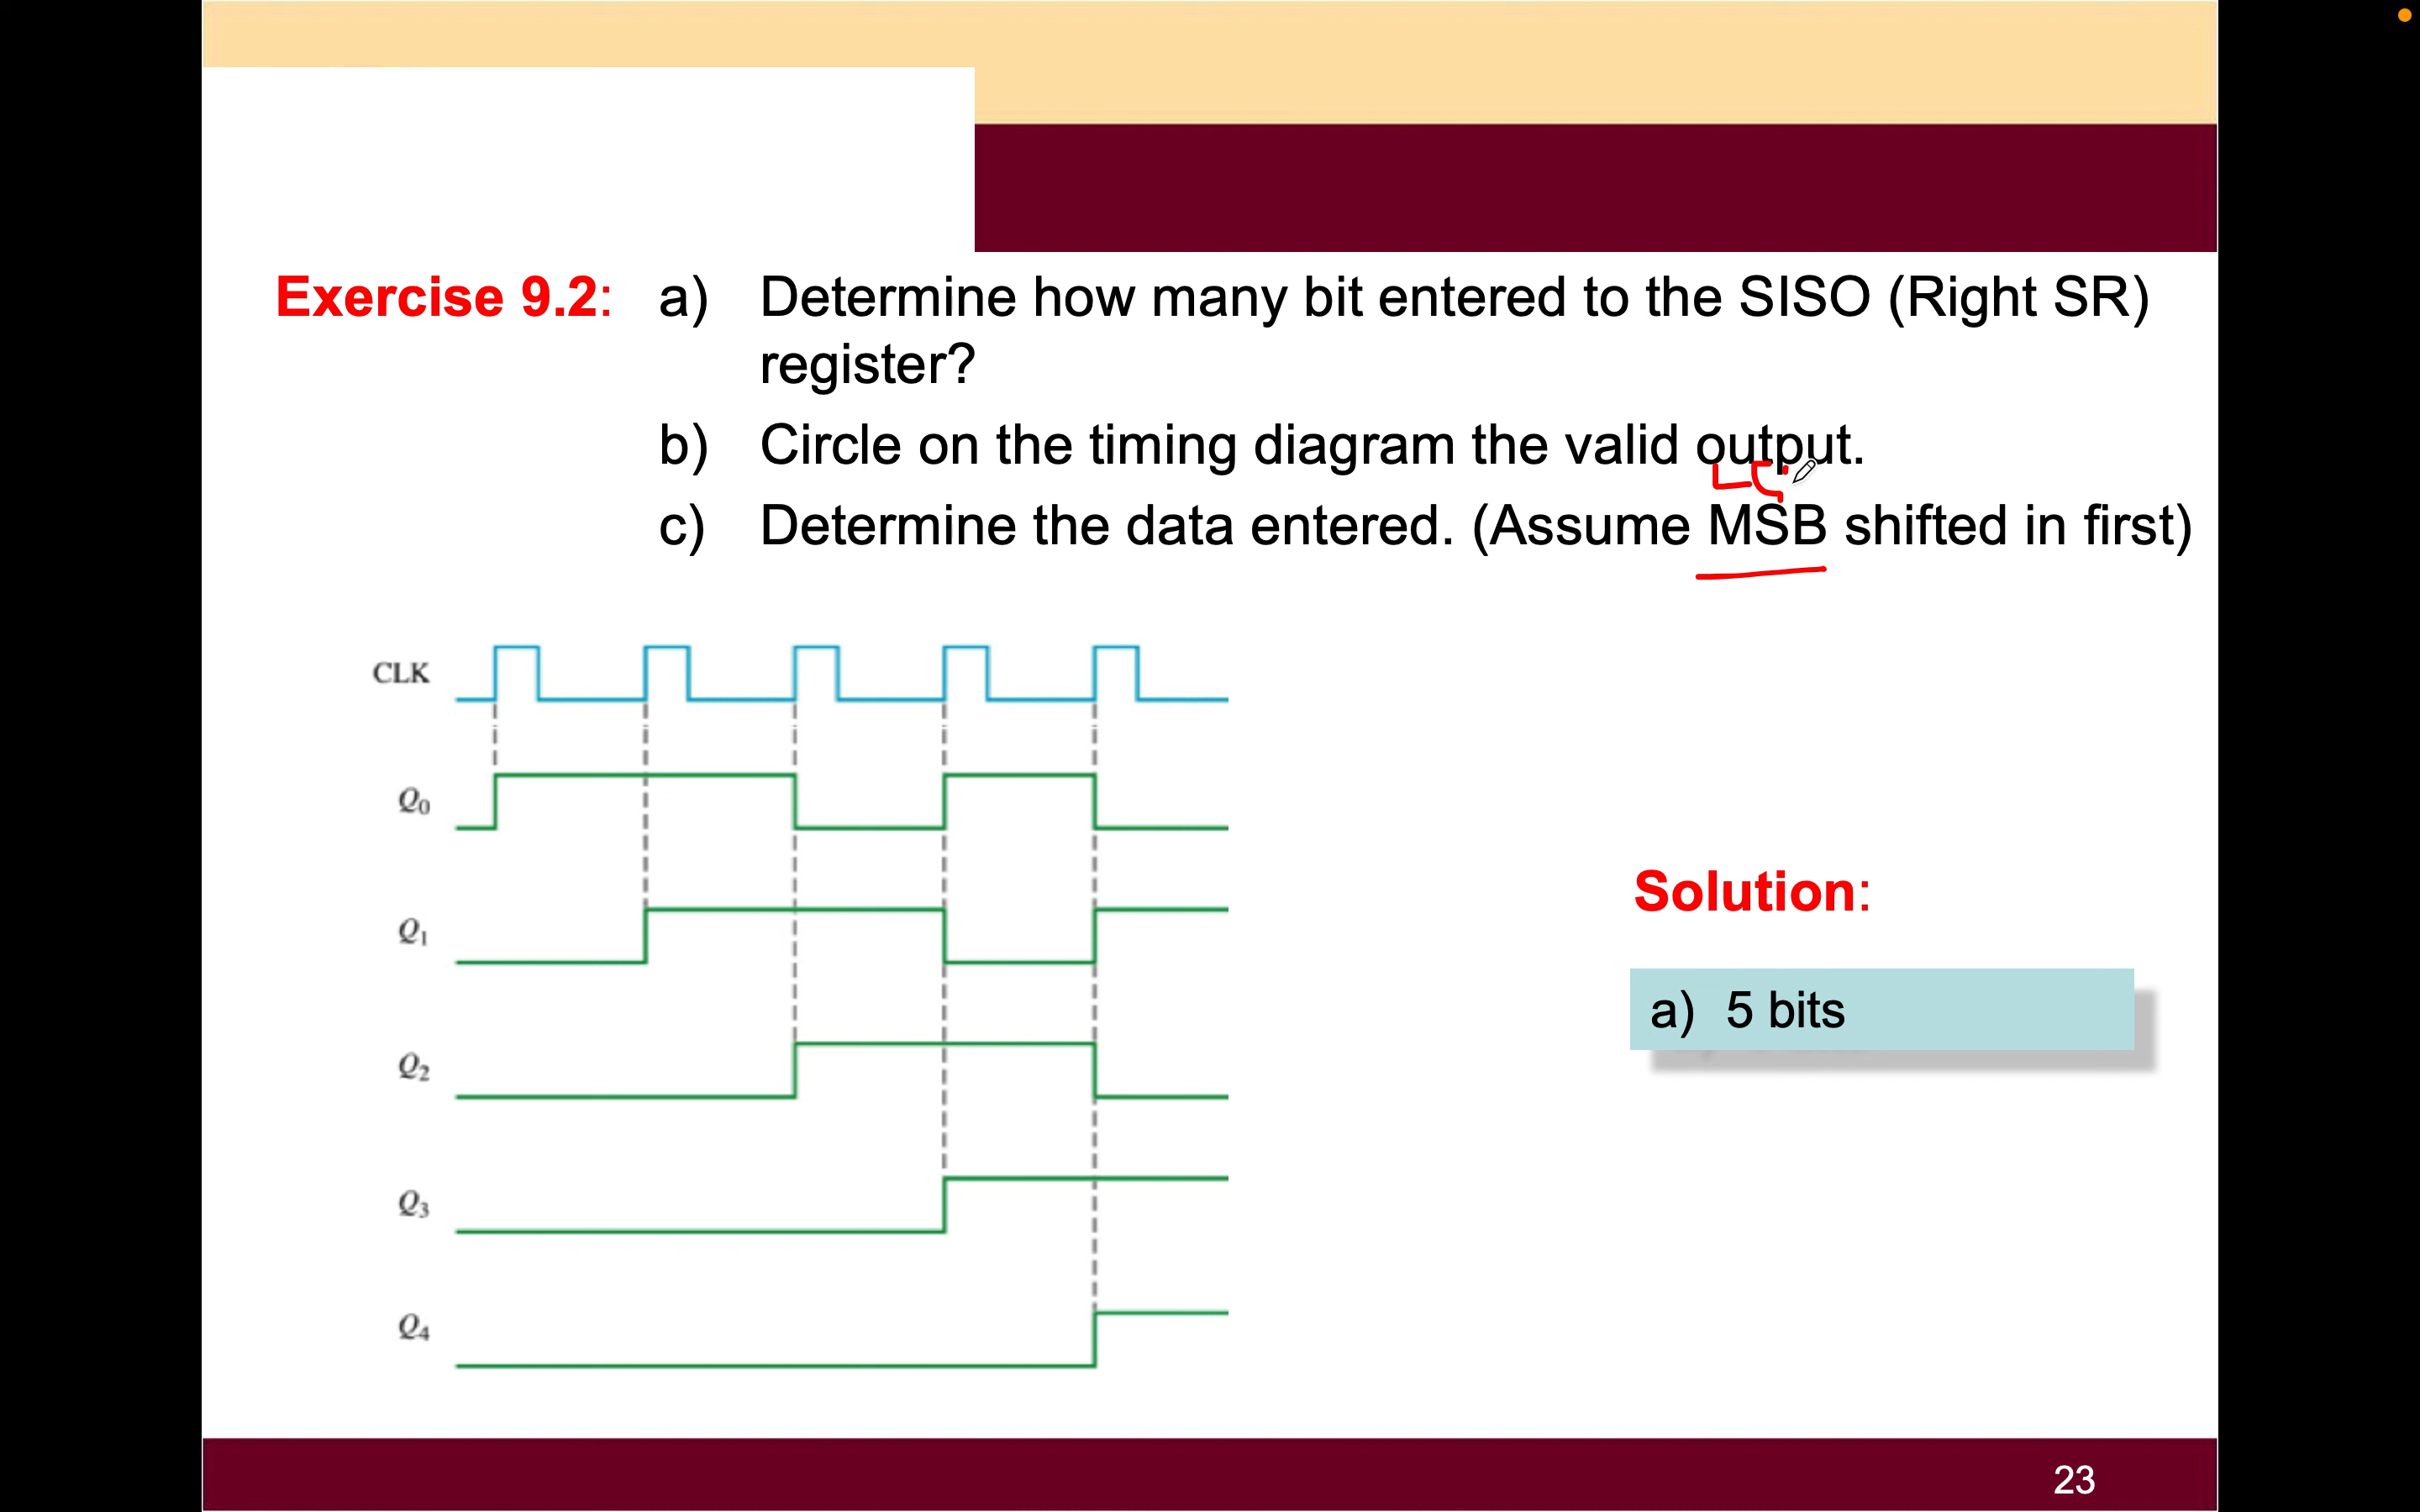 Exercise 9.2: a) Determine how many bit entered to the SISO (Right SR)
register?
b) Circle on the timing diagram the valid output.
c) Determine the data entered. (Assume MSB shifted in first)
CLK
Q0
Q1
Q2
Q3
Q4
Solution:
a) 5 bits
23